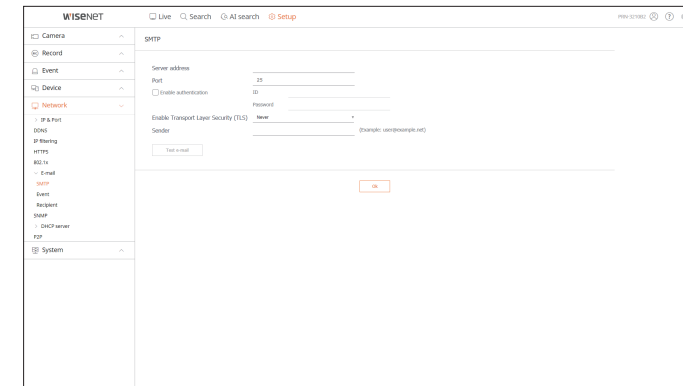 WISENET
Live Search AI search Setup
PRN-3210B2
Camera
Record
Event
Device
Network
IP & Port
DDNS
IP filtering
HTTPS
802.1x
E-mail
SMTP
Event
Recipient
SNMP
DHCP server
P2P
System
SMTP
Server address
Port 25
Enable authentication ID
Password
Enable Transport Layer Security (TLS) Never
Sender (Example: user@example.net)
Test e-mail
Ok